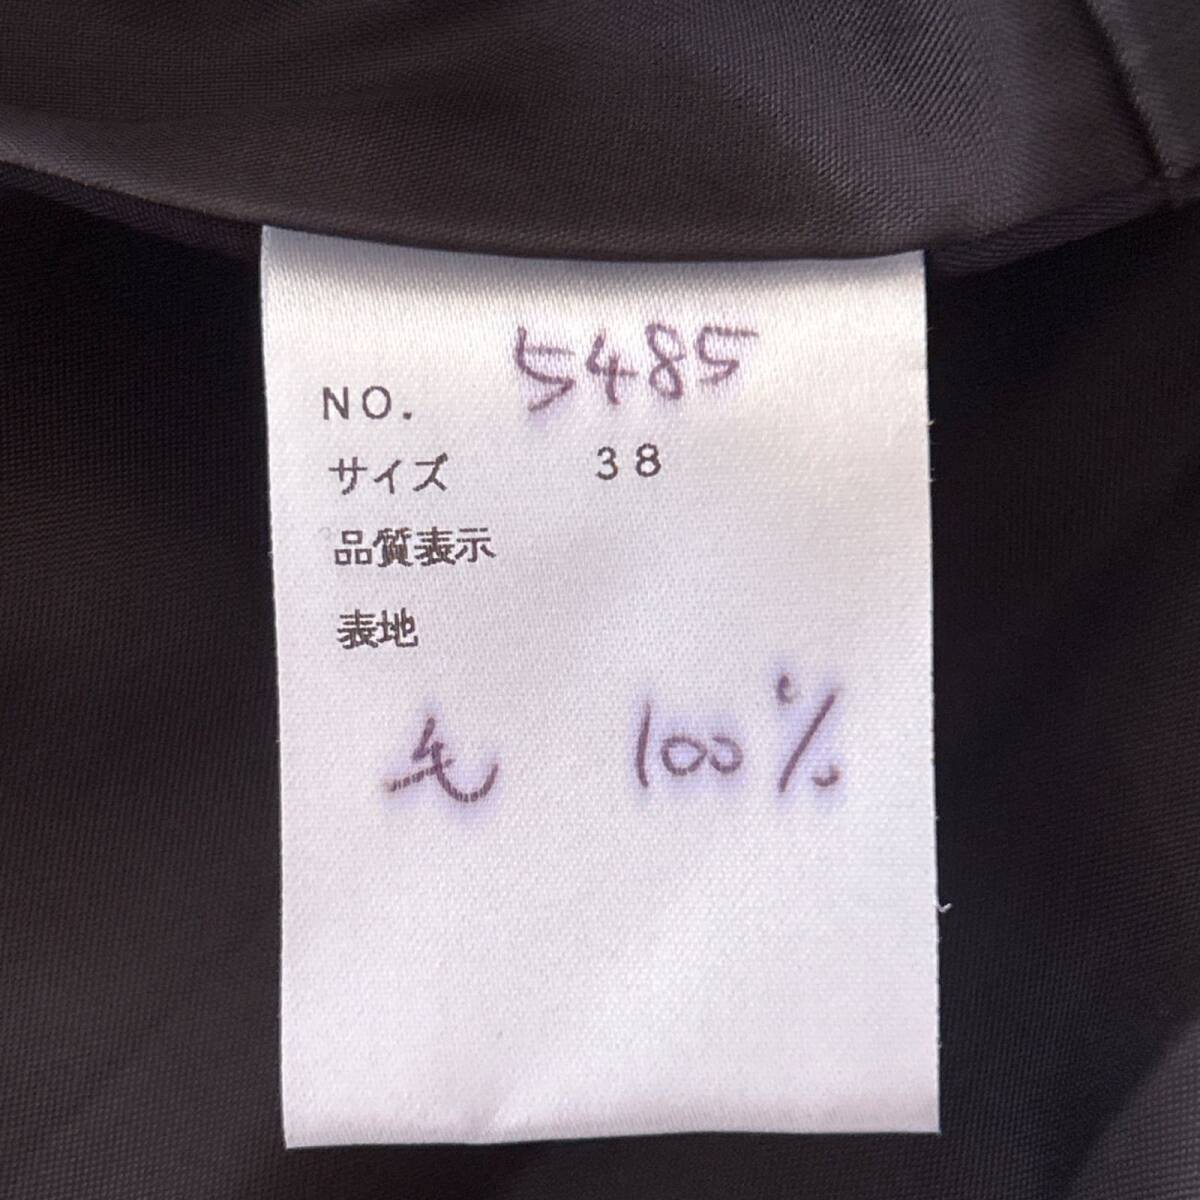 NO. 5485
サイズ 38
品質表示
表地
毛 100%